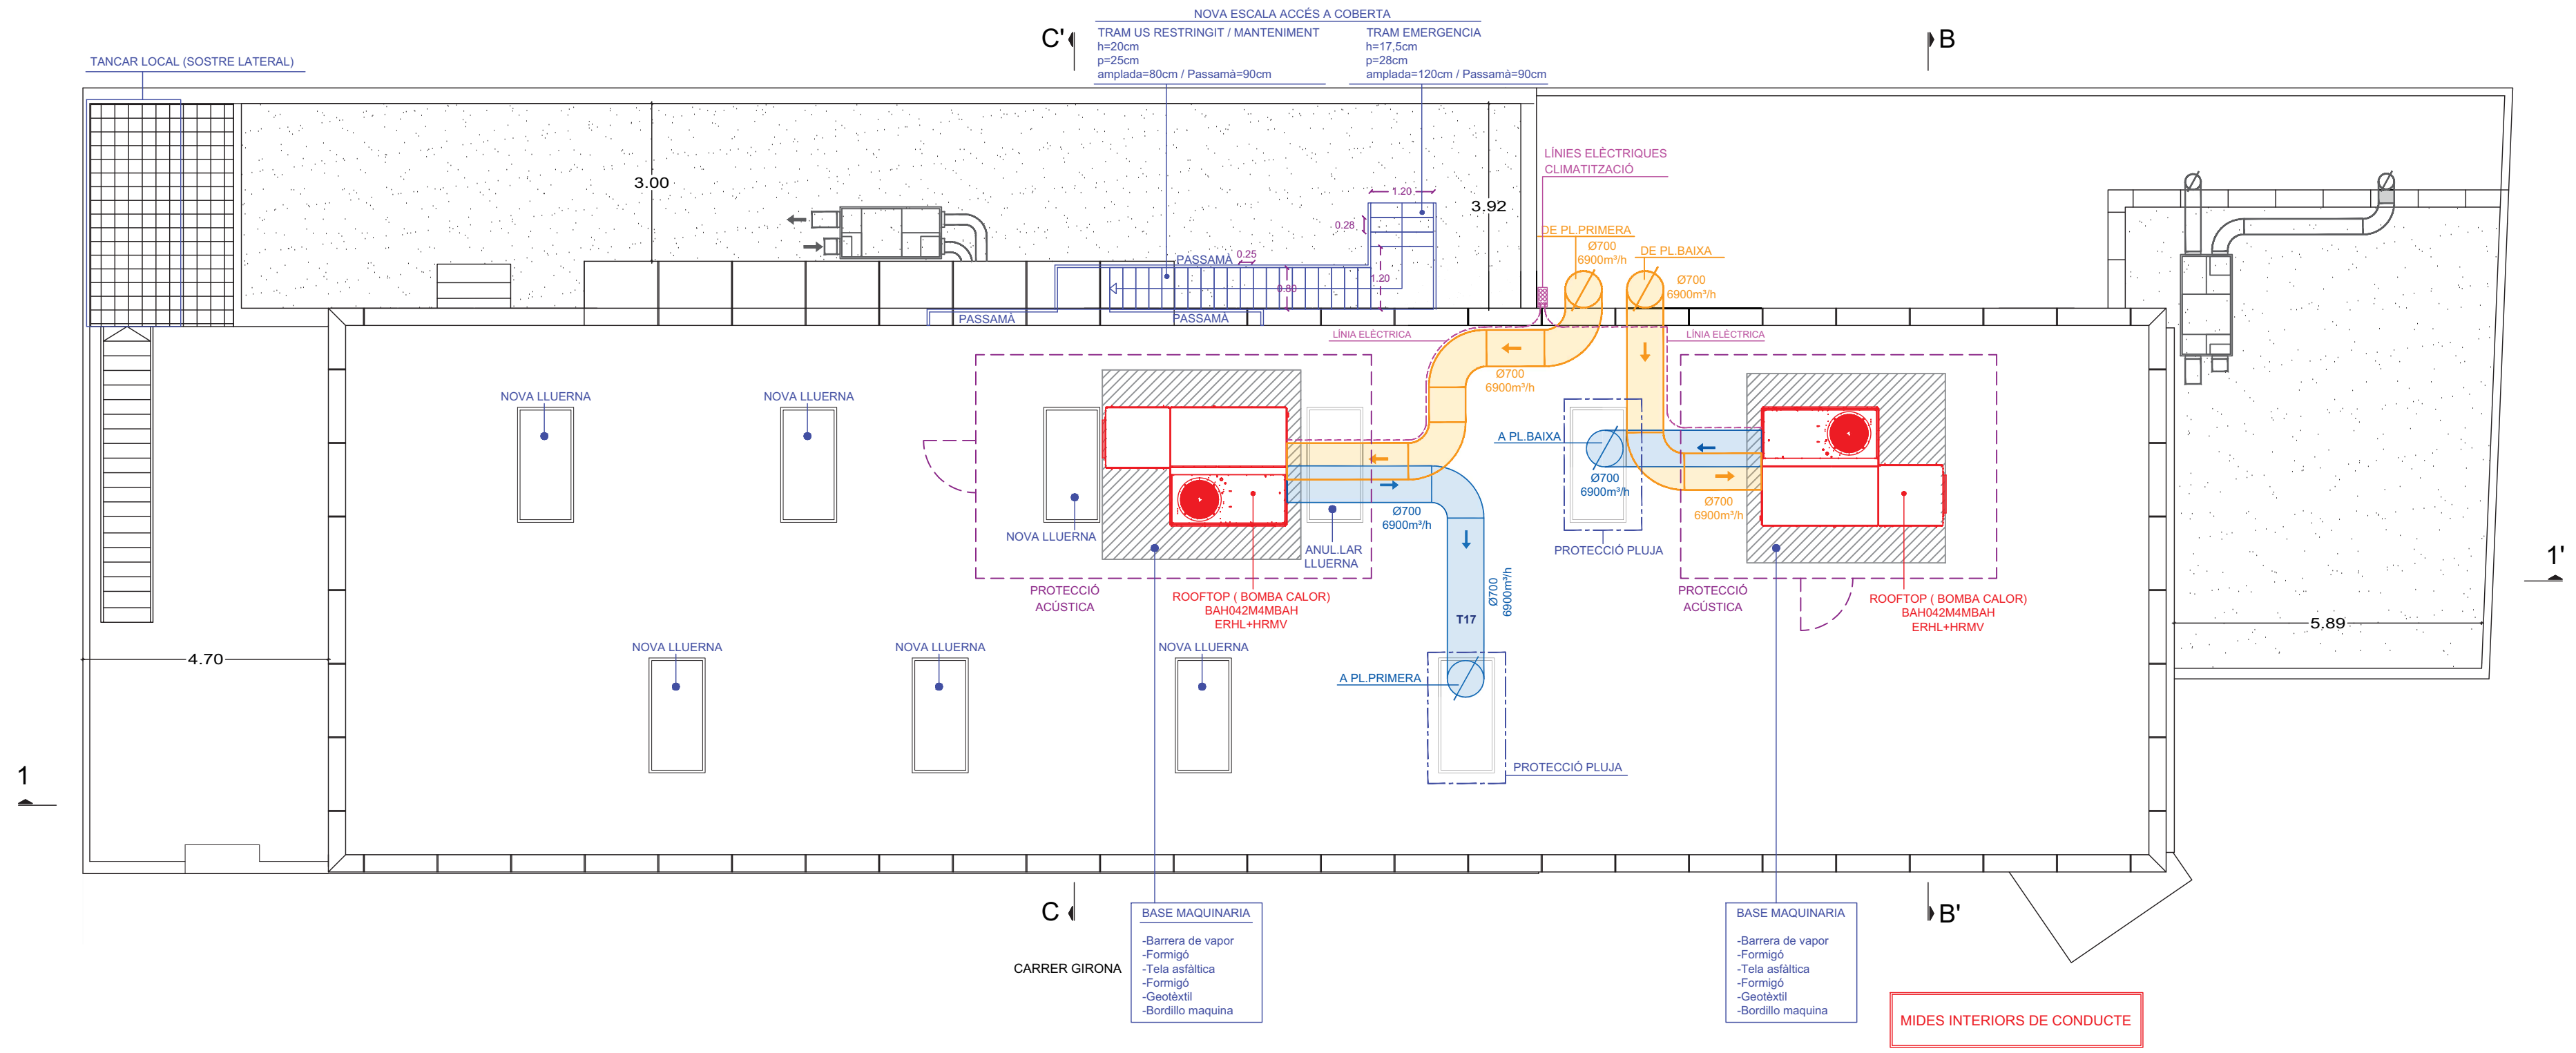 NOVA ESCALA ACCÉS A COBERTA
TRAM US RESTRINGIT / MANTENIMENT
h=20cm
p=25cm
amplada=80cm / Passamà=90cm
TRAM EMERGENCIA
h=17,5cm
p=28cm
amplada=120cm / Passamà=90cm
C'
B
TANCAR LOCAL (SOSTRE LATERAL)
3.00
3.92
1.20
0.28
LÍNIES ELÈCTRIQUES
CLIMATITZACIÓ
DE PL.PRIMERA
Ø700
6900m³/h
DE PL.BAIXA
Ø700
6900m³/h
PASSAMÀ
0.25
0.80
1.20
PASSAMÀ
PASSAMÀ
LÍNIA ELÈCTRICA
LÍNIA ELÈCTRICA
Ø700
6900m³/h
NOVA LLUERNA
NOVA LLUERNA
NOVA LLUERNA
ANUL.LAR
LLUERNA
Ø700
6900m³/h
A PL.BAIXA
Ø700
6900m³/h
Ø700
6900m³/h
PROTECCIÓ PLUJA
PROTECCIÓ
ACÚSTICA
ROOFTOP ( BOMBA CALOR)
BAH042M4MBAH
ERHL+HRMV
Ø700
6900m³/h
T17
PROTECCIÓ
ACÚSTICA
ROOFTOP ( BOMBA CALOR)
BAH042M4MBAH
ERHL+HRMV
5.89
1'
4.70
NOVA LLUERNA
NOVA LLUERNA
NOVA LLUERNA
A PL.PRIMERA
PROTECCIÓ PLUJA
1
C
B'
CARRER GIRONA
BASE MAQUINARIA
-Barrera de vapor
-Formigó
-Tela asfàltica
-Formigó
-Geotèxtil
-Bordillo maquina
BASE MAQUINARIA
-Barrera de vapor
-Formigó
-Tela asfàltica
-Formigó
-Geotèxtil
-Bordillo maquina
MIDES INTERIORS DE CONDUCTE